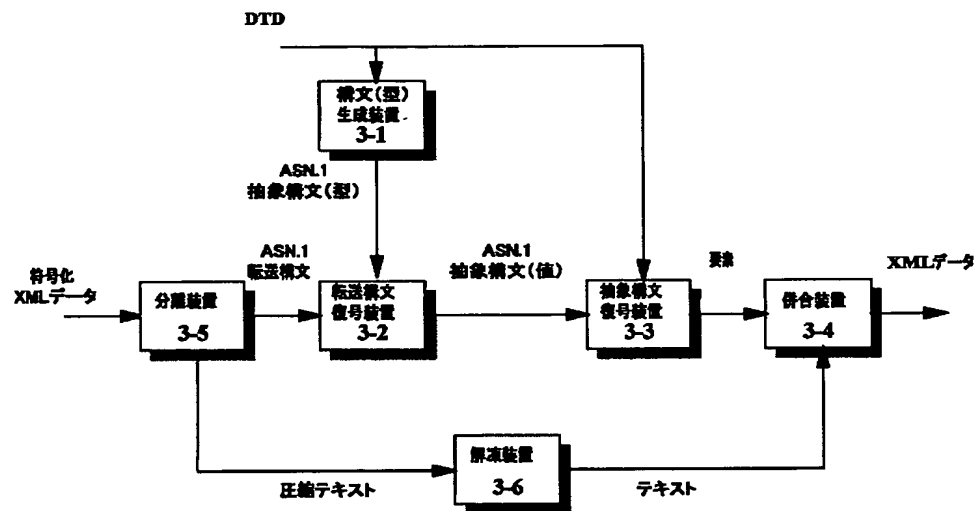 DTD
構文(型)
生成装置
3-1
ASN.1
抽象構文(型)
符号化
XMLデータ
分離装置
3-5
ASN.1
転送構文
転送構文
復号装置
3-2
ASN.1
抽象構文(値)
抽象構文
復号装置
3-3
要素
併合装置
3-4
XMLデータ
圧縮テキスト
解凍装置
3-6
テキスト